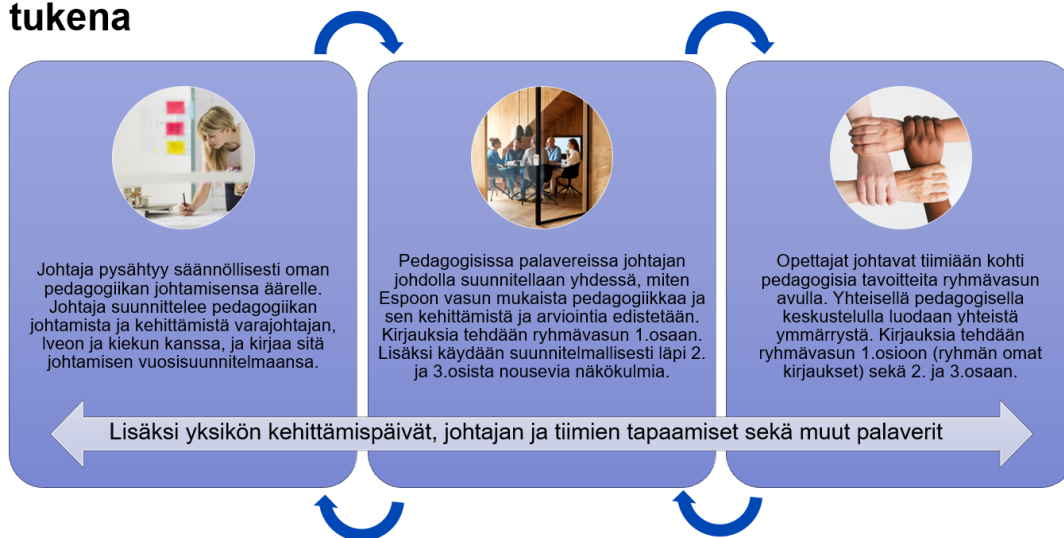 tukena
Johtaja pysähtyy säännöllisesti oman
pedagogiikan johtamisensa äärelle.
Johtaja suunnittelee pedagogiikan
johtamista ja kehittämistä varajohtajan,
lveon ja kiekun kanssa, ja kirjaa sitä
johtamisen vuosisuunnitelmaansa.
Pedagogisissa palavereissa johtajan
johdolla suunnitellaan yhdessä, miten
Espoon vasun mukaista pedagogiikkaa ja
sen kehittämistä ja arviointia edistetään.
Kirjauksia tehdään ryhmävasun 1.osaan.
Lisäksi käydään suunnitelmallisesti läpi 2.
ja 3.osista nousevia näkökulmia.
Opettajat johtavat tiimiään kohti
pedagogisia tavoitteita ryhmävasun
avulla. Yhteisellä pedagogisella
keskustelulla luodaan yhteistä
ymmärrystä. Kirjauksia tehdään
ryhmävasun 1.osioon (ryhmän omat
kirjaukset) sekä 2. ja 3.osaan.
Lisäksi yksikön kehittämispäivät, johtajan ja tiimien tapaamiset sekä muut palaverit